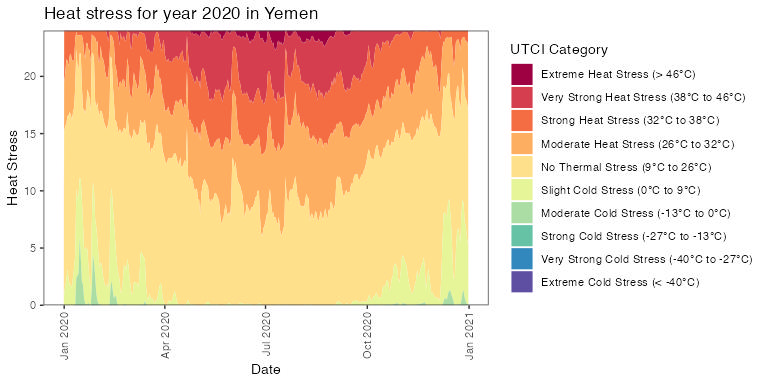 Heat stress for year 2020 in Yemen
Heat Stress
20
15
10
5
0
Jan 2020
Apr 2020
Jul 2020
Oct 2020
Jan 2021
Date
UTCI Category
Extreme Heat Stress (> 46°C)
Very Strong Heat Stress (38°C to 46°C)
Strong Heat Stress (32°C to 38°C)
Moderate Heat Stress (26°C to 32°C)
No Thermal Stress (9°C to 26°C)
Slight Cold Stress (0°C to 9°C)
Moderate Cold Stress (-13°C to 0°C)
Strong Cold Stress (-27°C to -13°C)
Very Strong Cold Stress (-40°C to -27°C)
Extreme Cold Stress (< -40°C)